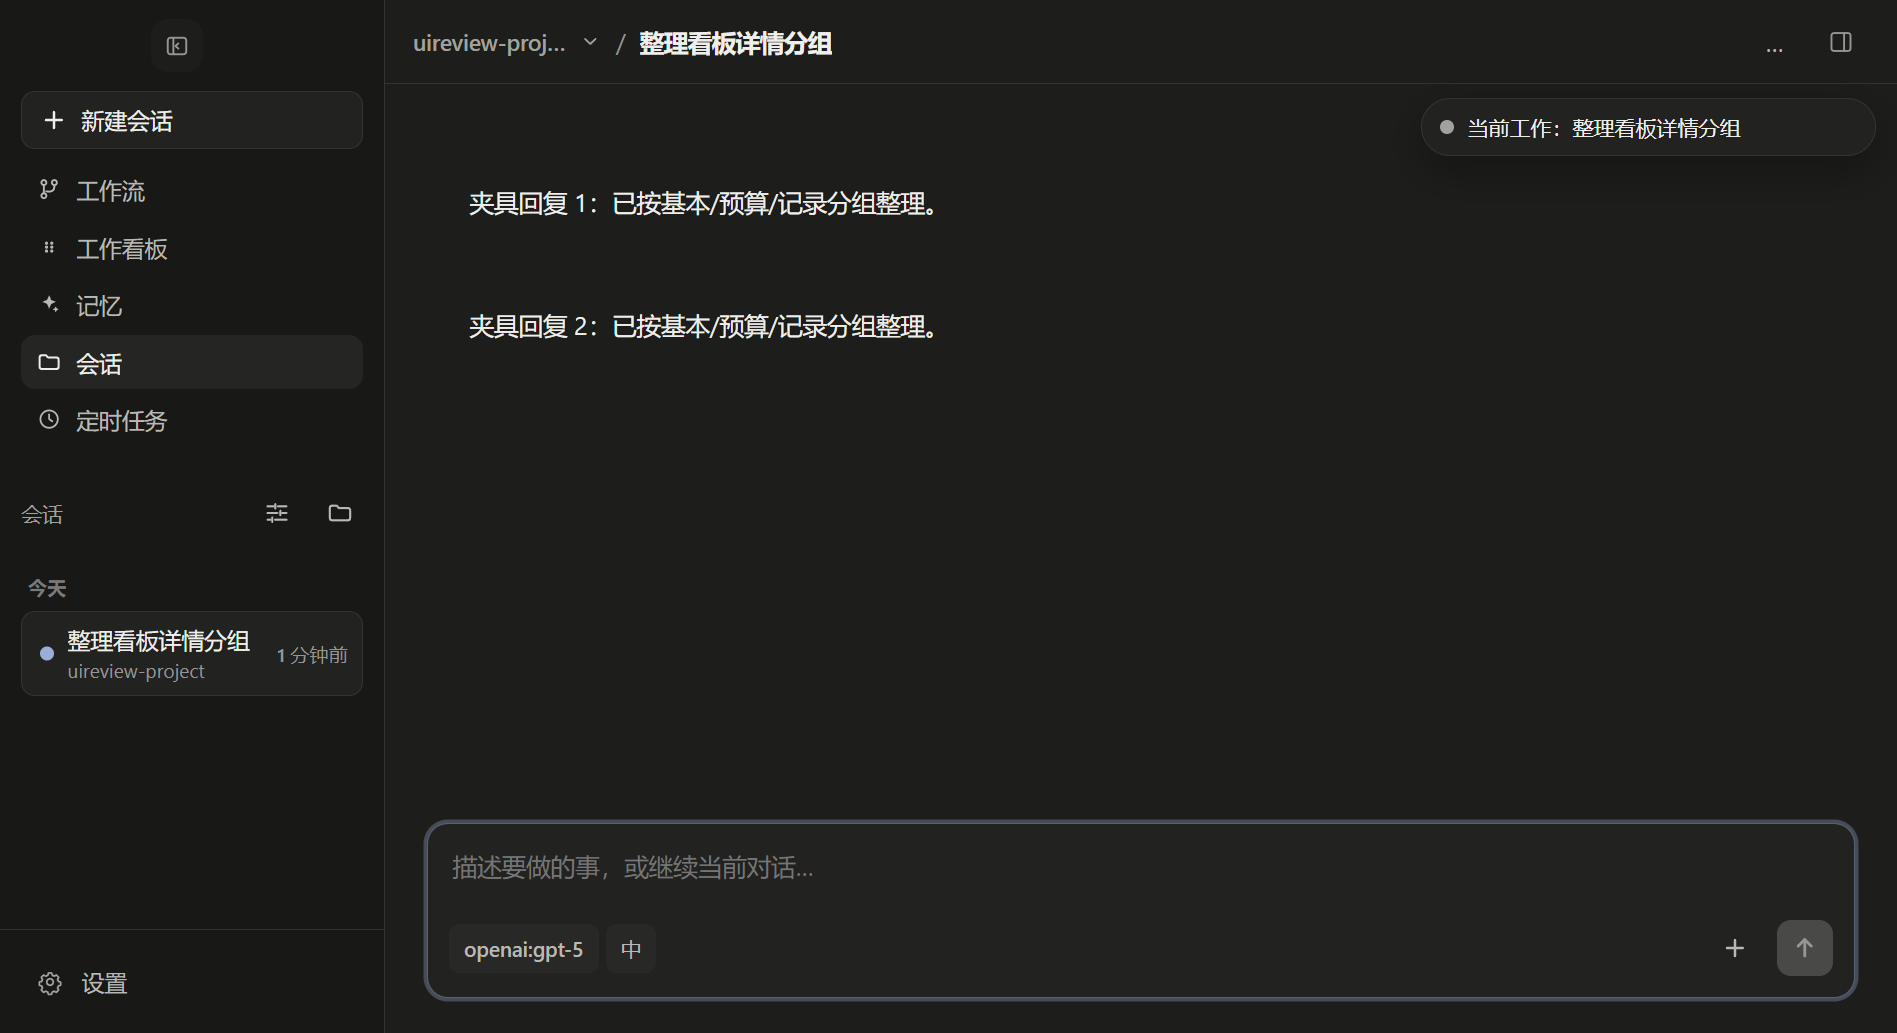 新建会话
工作流
工作看板
记忆
会话
定时任务
会话
今天
整理看板详情分组
uireview-project
1 分钟前
设置
uireview-proj... / 整理看板详情分组
...
当前工作：整理看板详情分组
夹具回复 1：已按基本/预算/记录分组整理。
夹具回复 2：已按基本/预算/记录分组整理。
描述要做的事，或继续当前对话...
openai:gpt-5
中